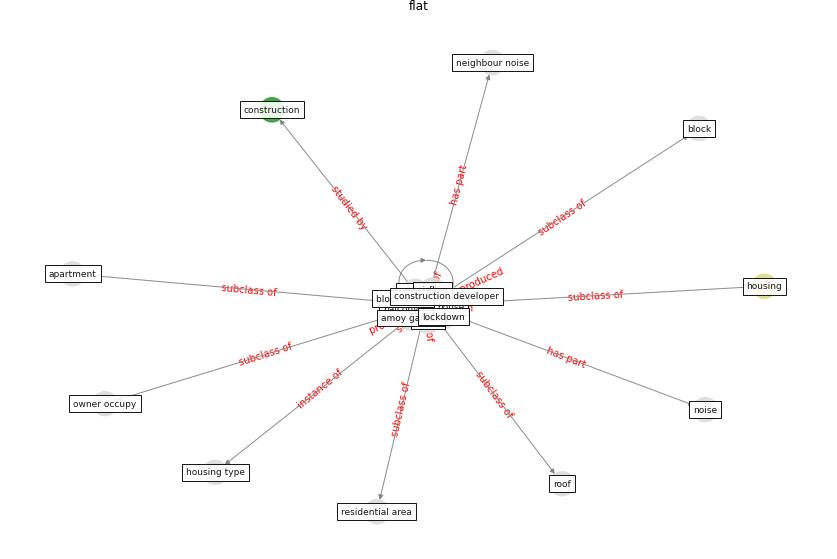 flat
neighbour noise
construction
block
has part
studied by
subclass of
apartment
subclass of
produced
housing
subclass of
construction developer
amoy
lockdown
of
subclass of
has part
owner occupy
instance of
subclass of
subclass of
noise
housing type
roof
residential area